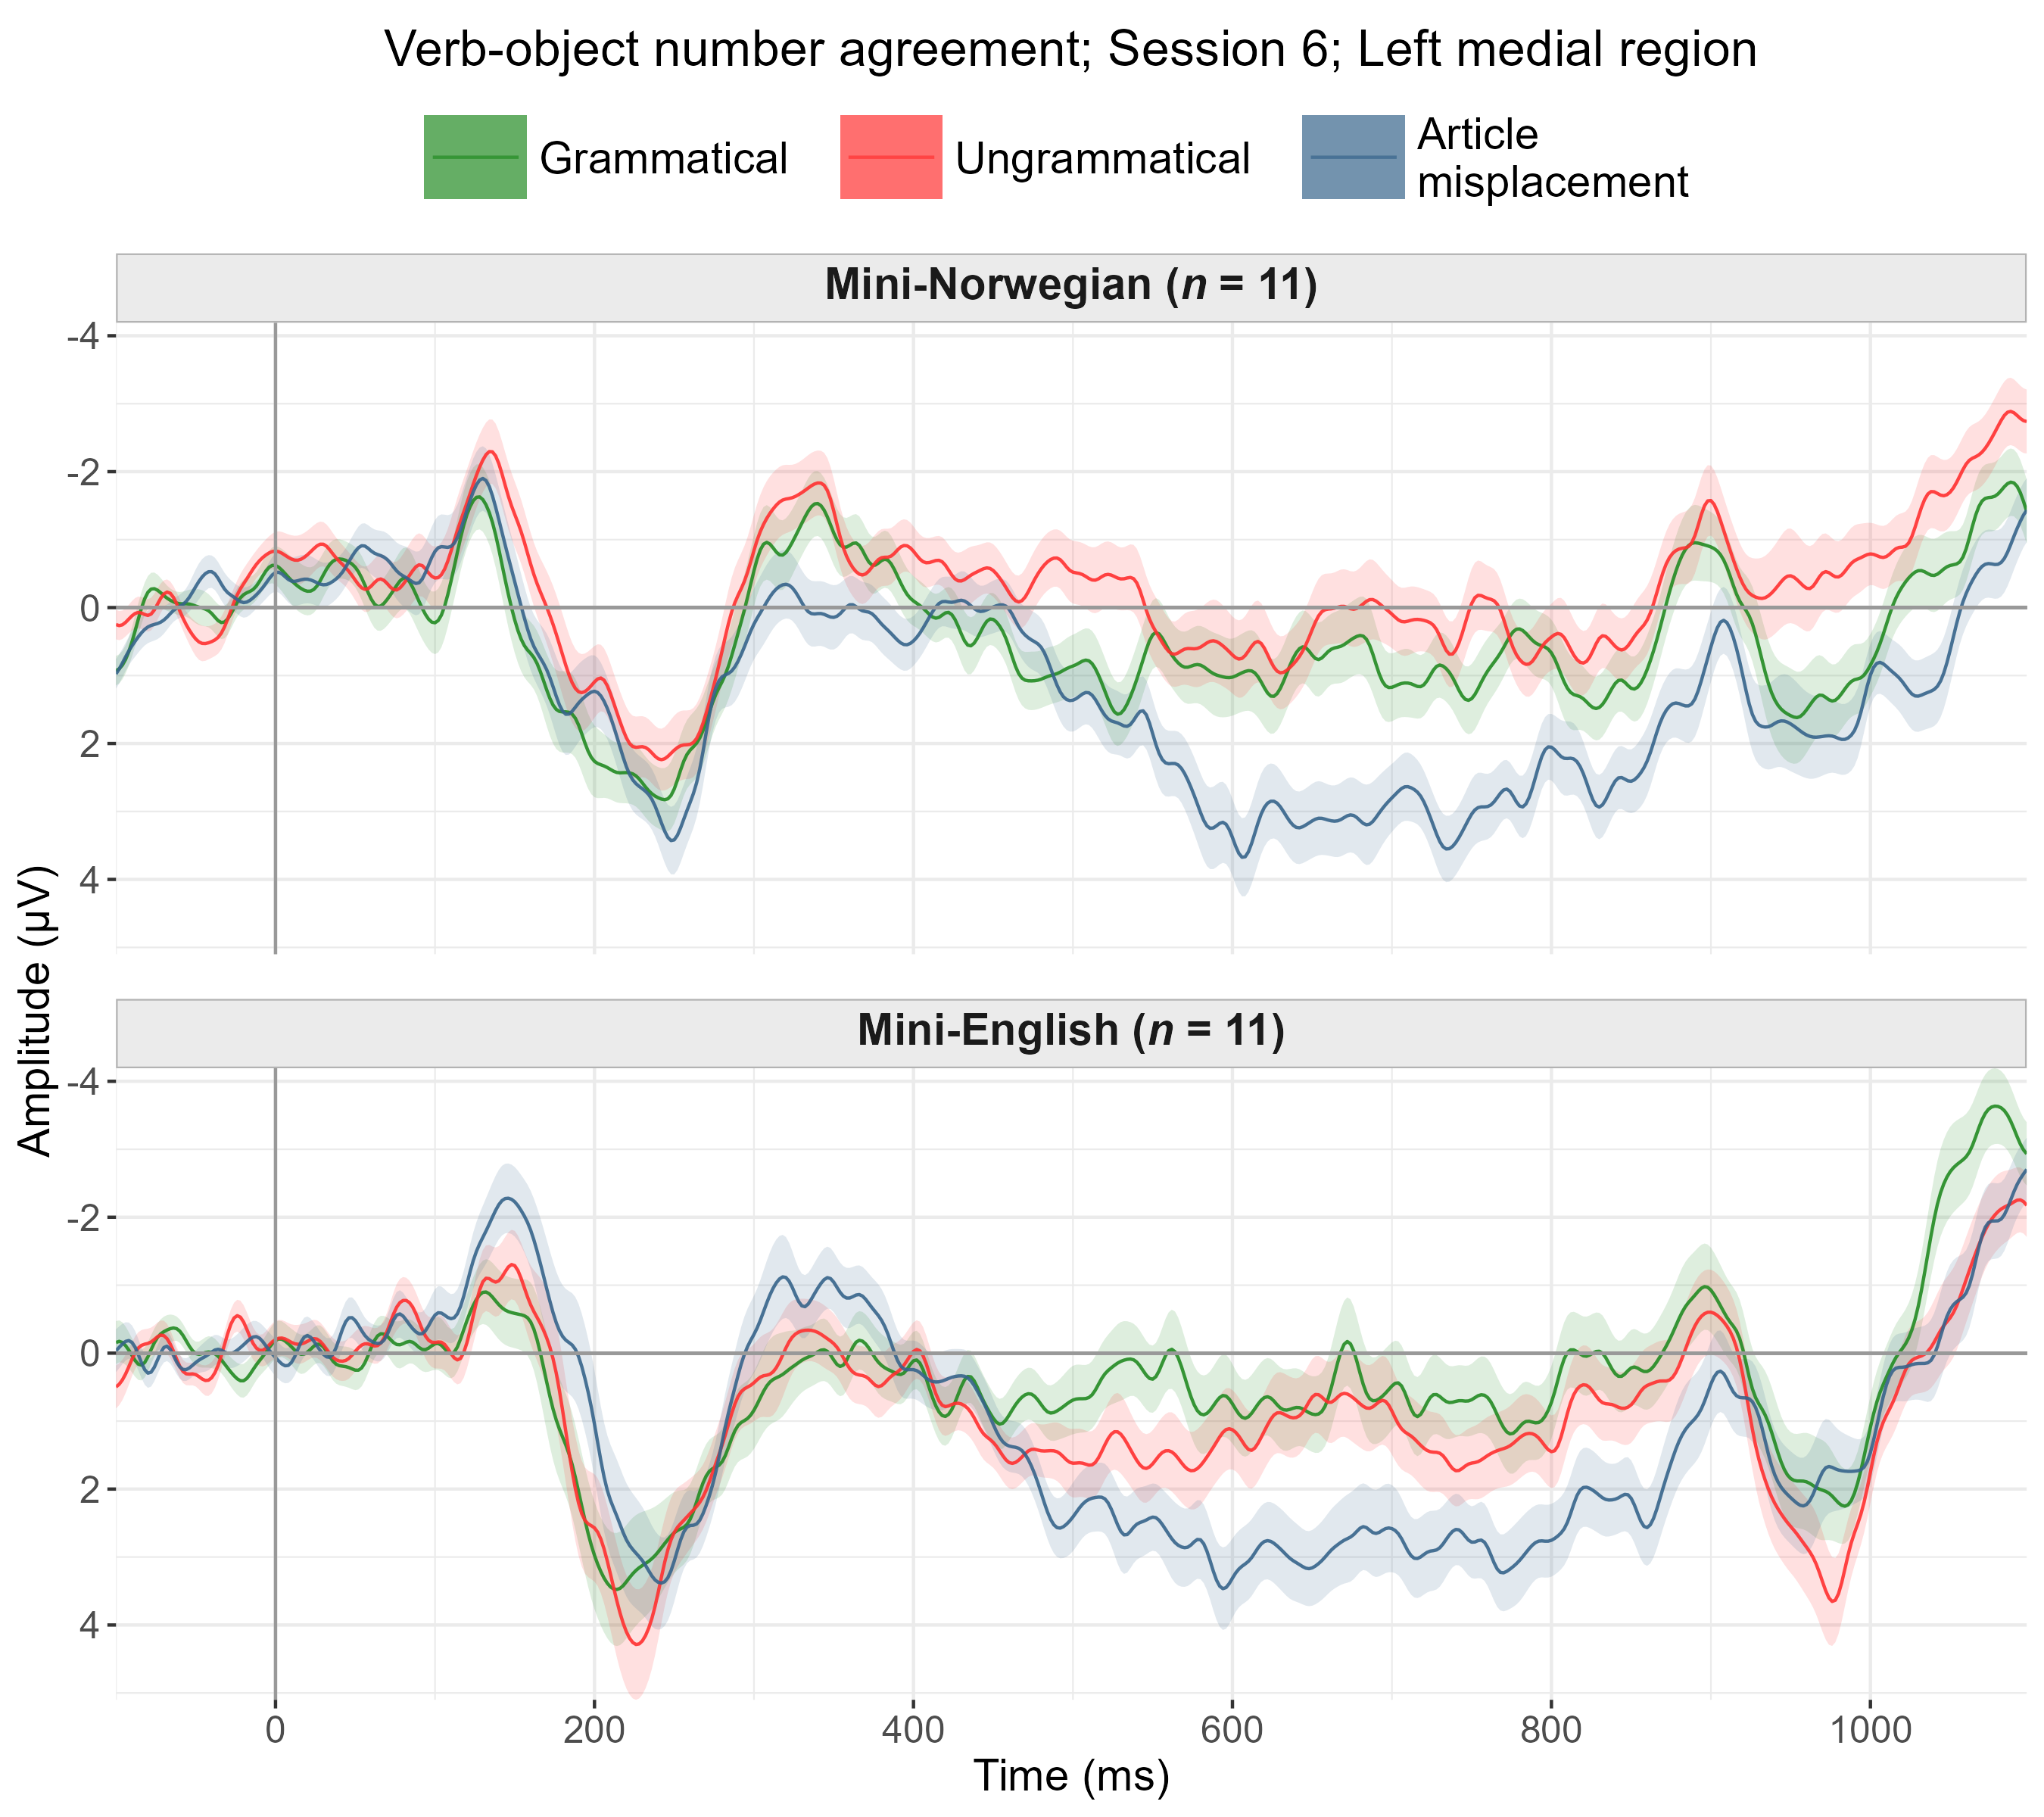 Verb-object number agreement; Session 6; Left medial region
Grammatical
Ungrammatical
Article
misplacement
Mini-Norwegian (n = 11)
-4
-2
0
2
4
Amplitude (µV)
Mini-English (n = 11)
-4
-2
0
2
4
0 200 400 600 800 1000
Time (ms)